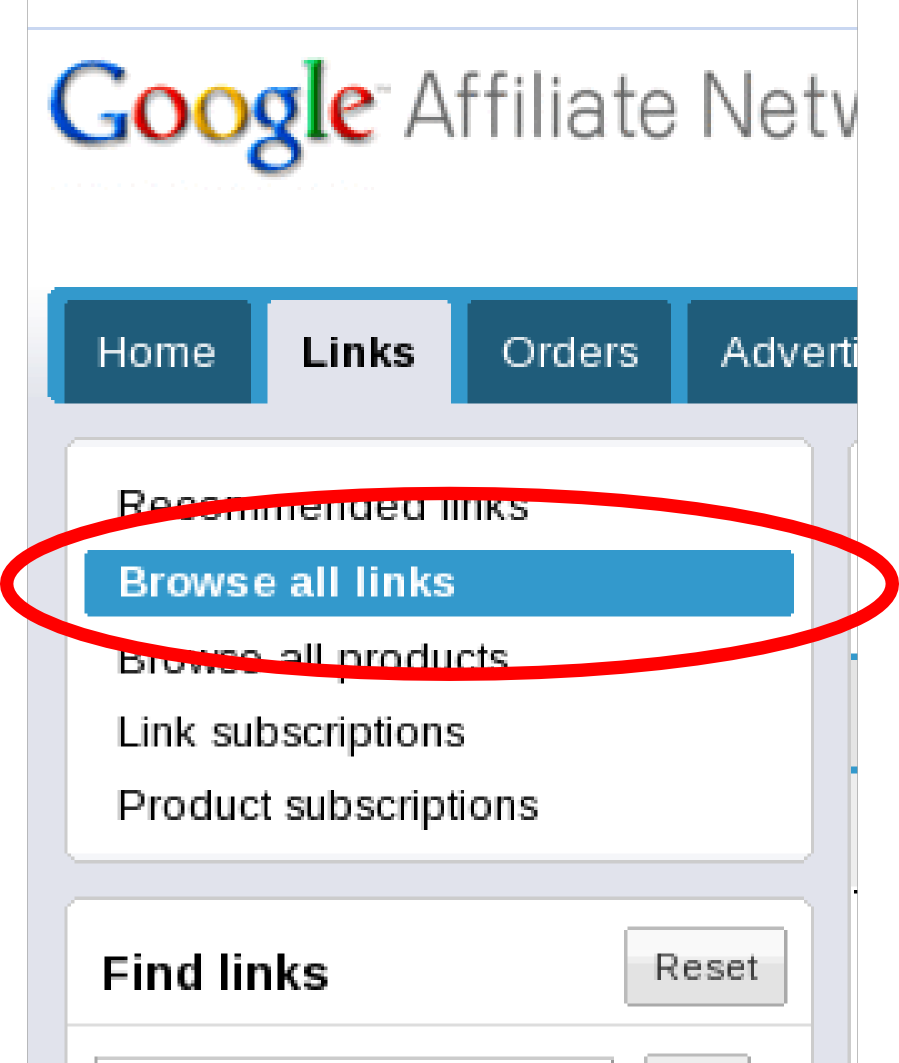 Google Affiliate Netw
Home Links Orders Adverti
Recommended links
Browse all links
Browse all products
Link subscriptions
Product subscriptions
Find links Reset